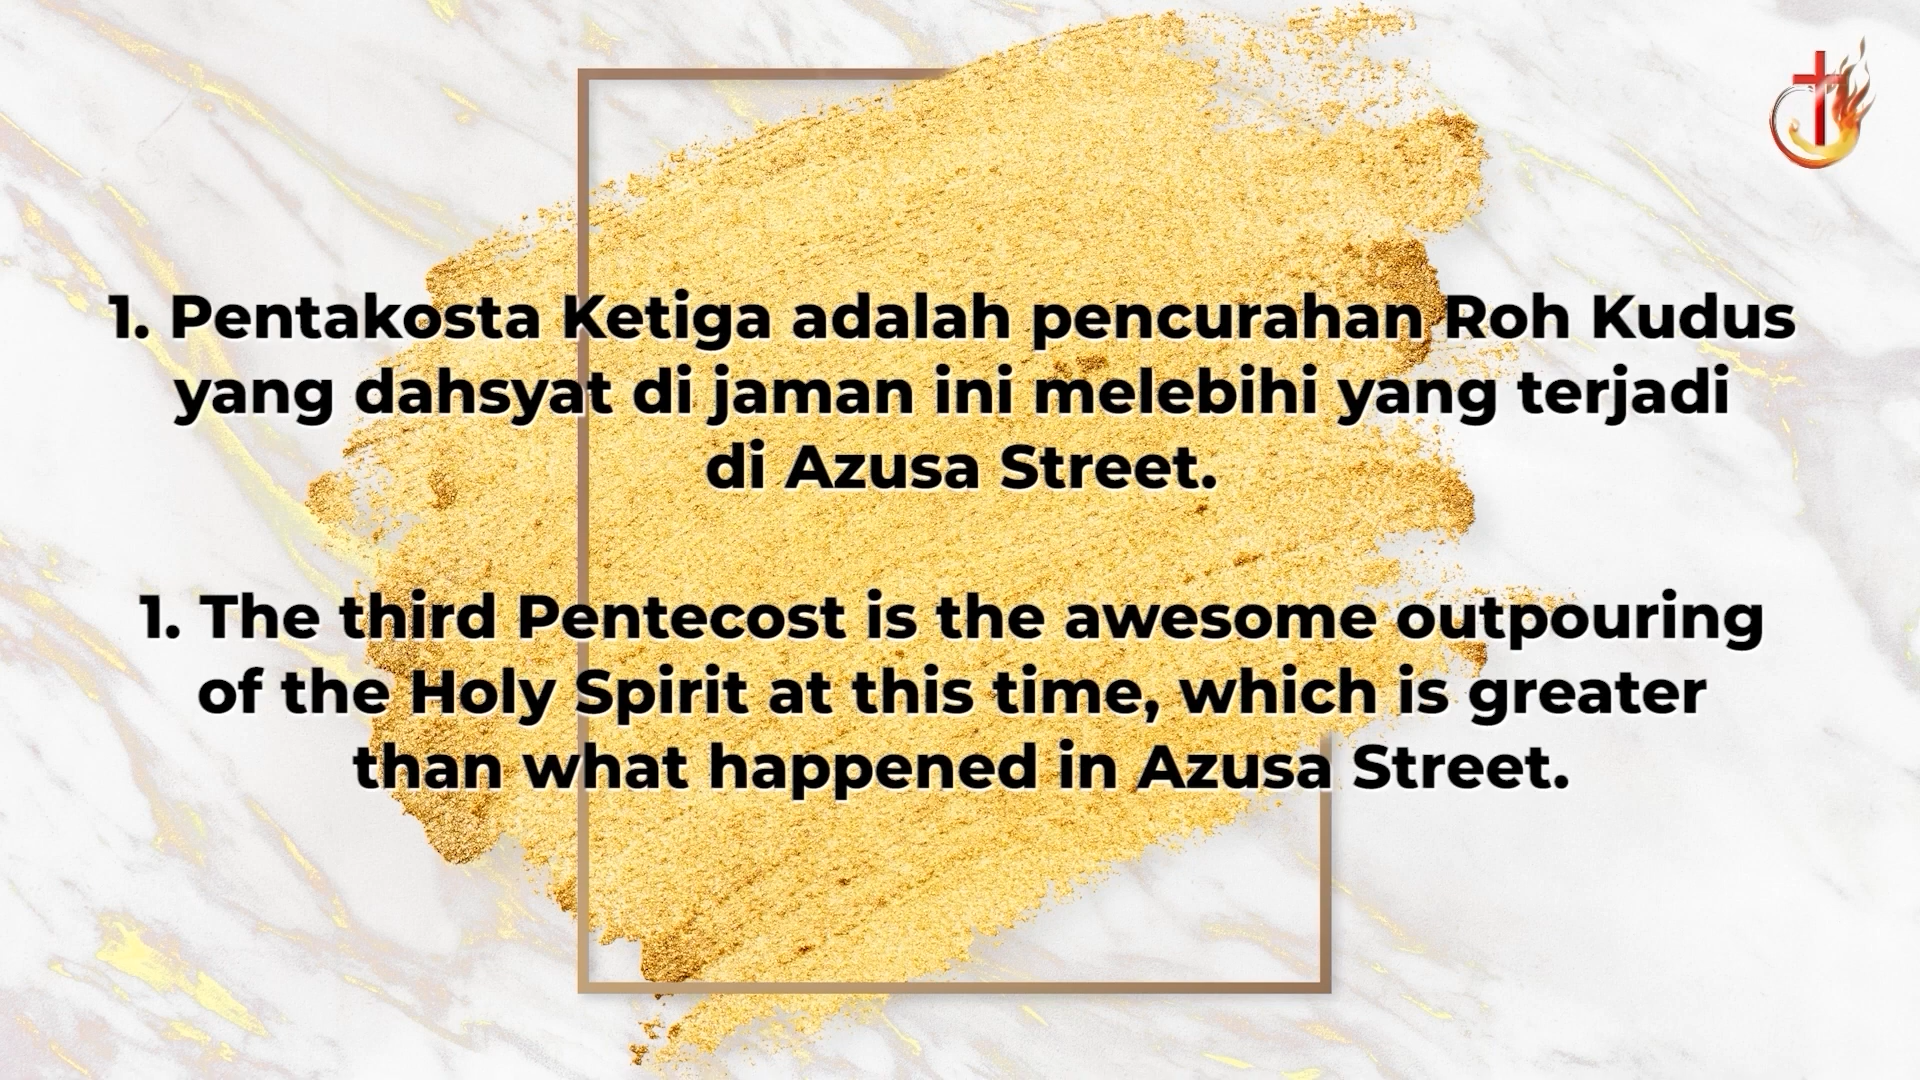 1. Pentakosta Ketiga adalah pencurahan Roh Kudus
yang dahsyat di jaman ini melebihi yang terjadi
di Azusa Street.
1. The third Pentecost is the awesome outpouring
of the Holy Spirit at this time, which is greater
than what happened in Azusa Street.